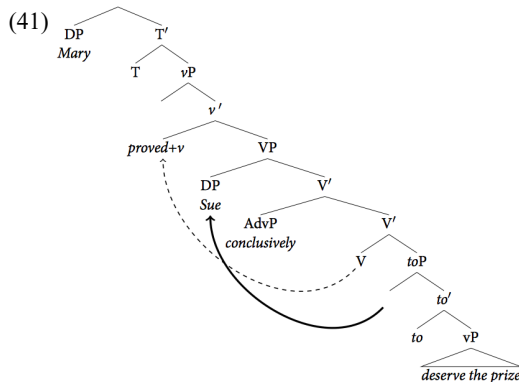 (41)
DP T′
Mary
T vP
v′
proved+v VP
DP V′
Sue
AdvP V′
conclusively
V toP
to′
to vP
deserve the prize